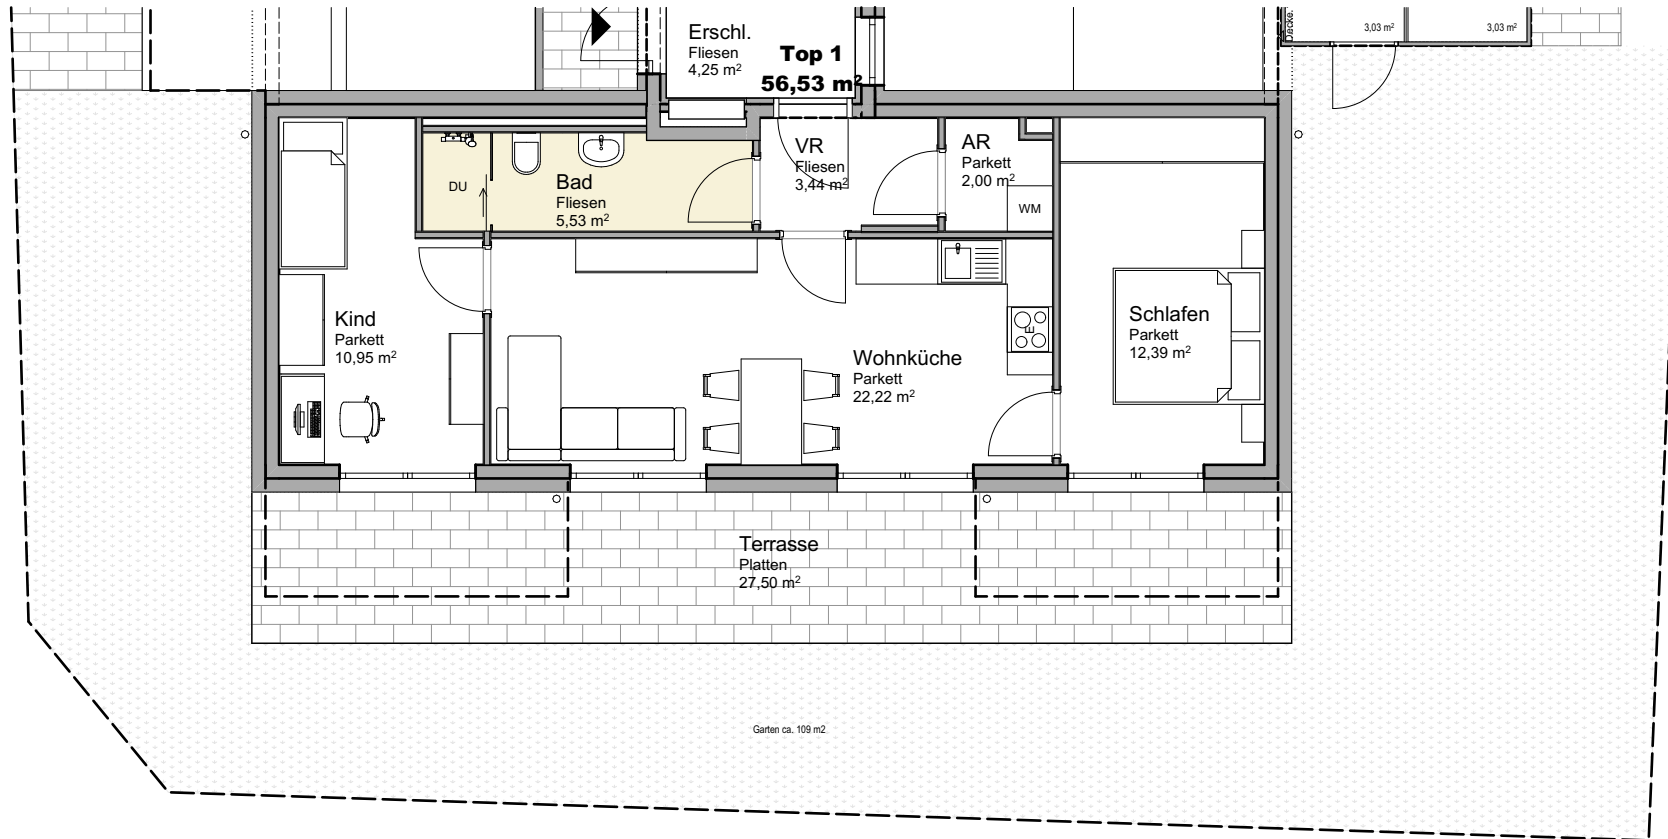 Erschl.
Fliesen
4,25 m²
Top 1
56,53 m²
Decke.
3,03 m²
3,03 m²
VR
Fliesen
3,44 m²
AR
Parkett
2,00 m²
WM
DU
Bad
Fliesen
5,53 m²
Kind
Parkett
10,95 m²
Wohnküche
Parkett
22,22 m²
E
Schlafen
Parkett
12,39 m²
Terrasse
Platten
27,50 m²
Garten ca. 109 m2